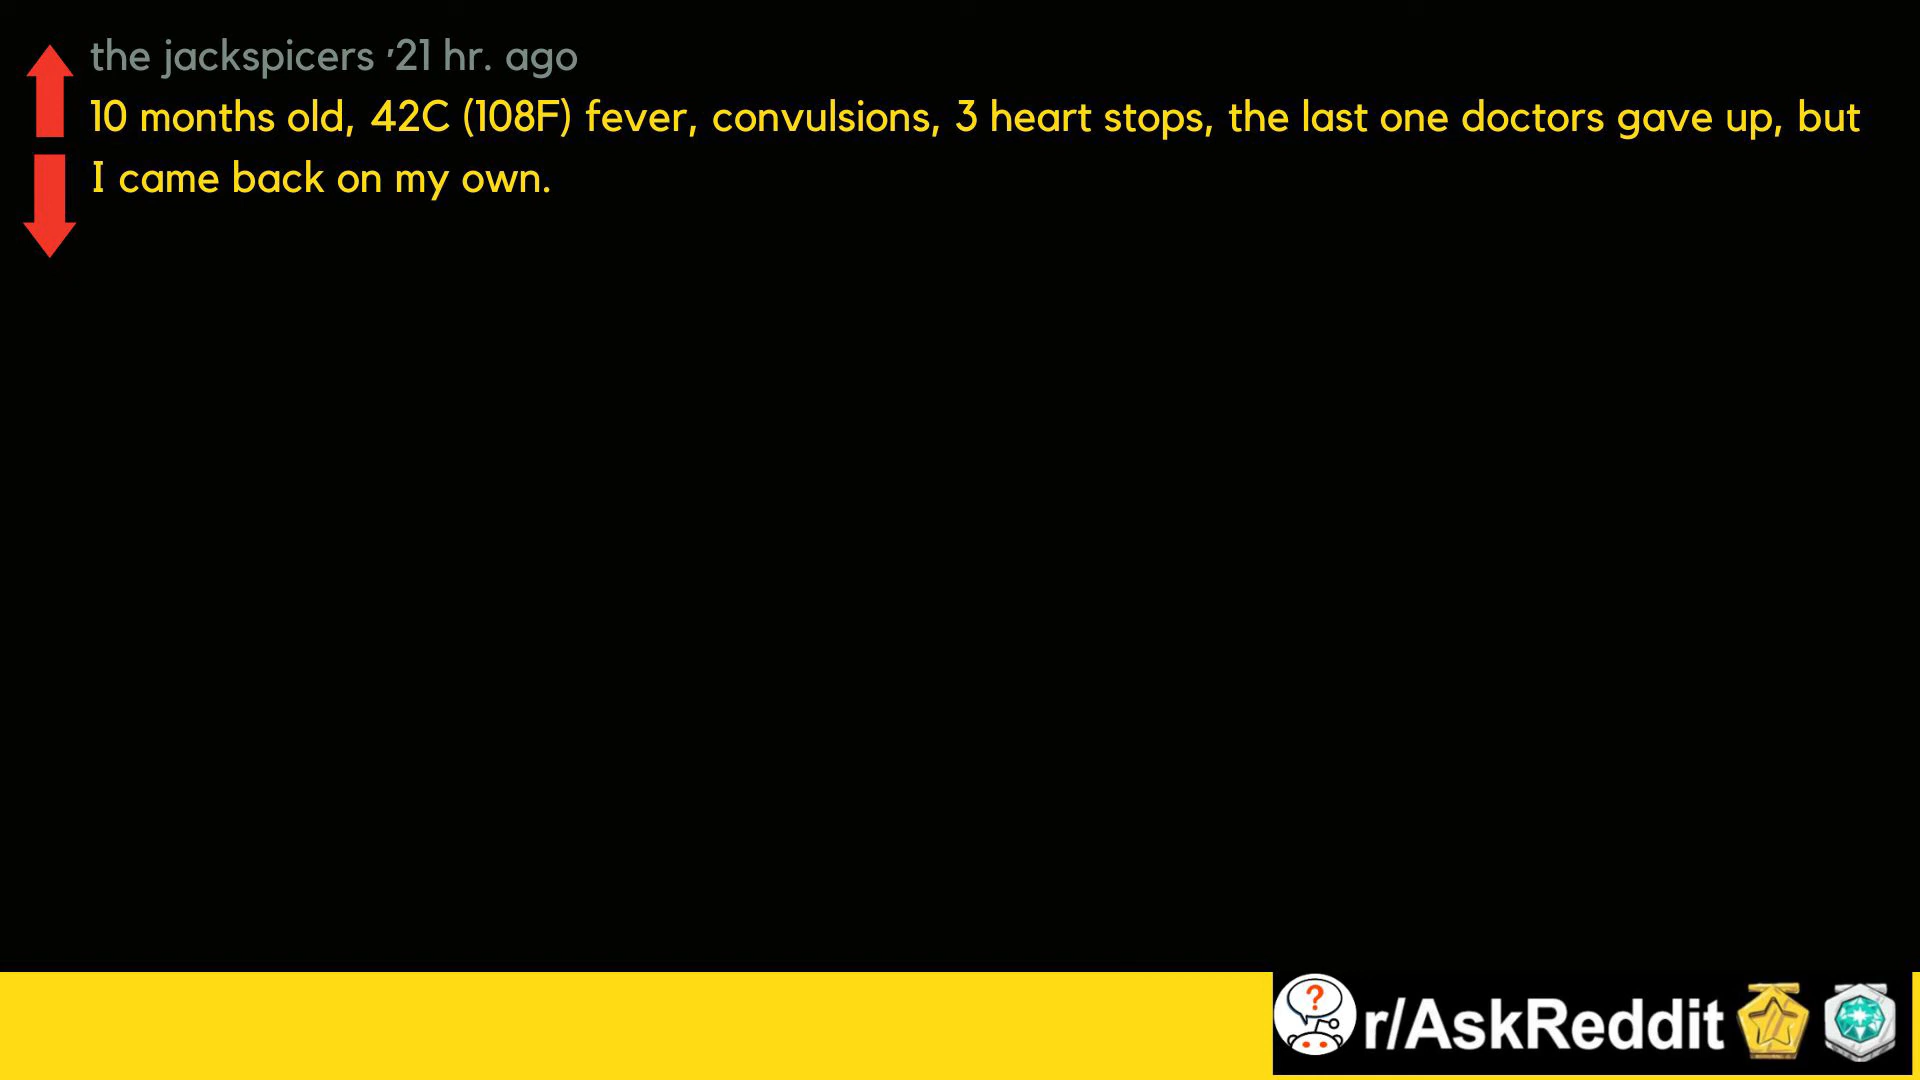 the jackspicers ·21 hr. ago
10 months old, 42C (108F) fever, convulsions, 3 heart stops, the last one doctors gave up, but
I came back on my own.
?
r/AskReddit